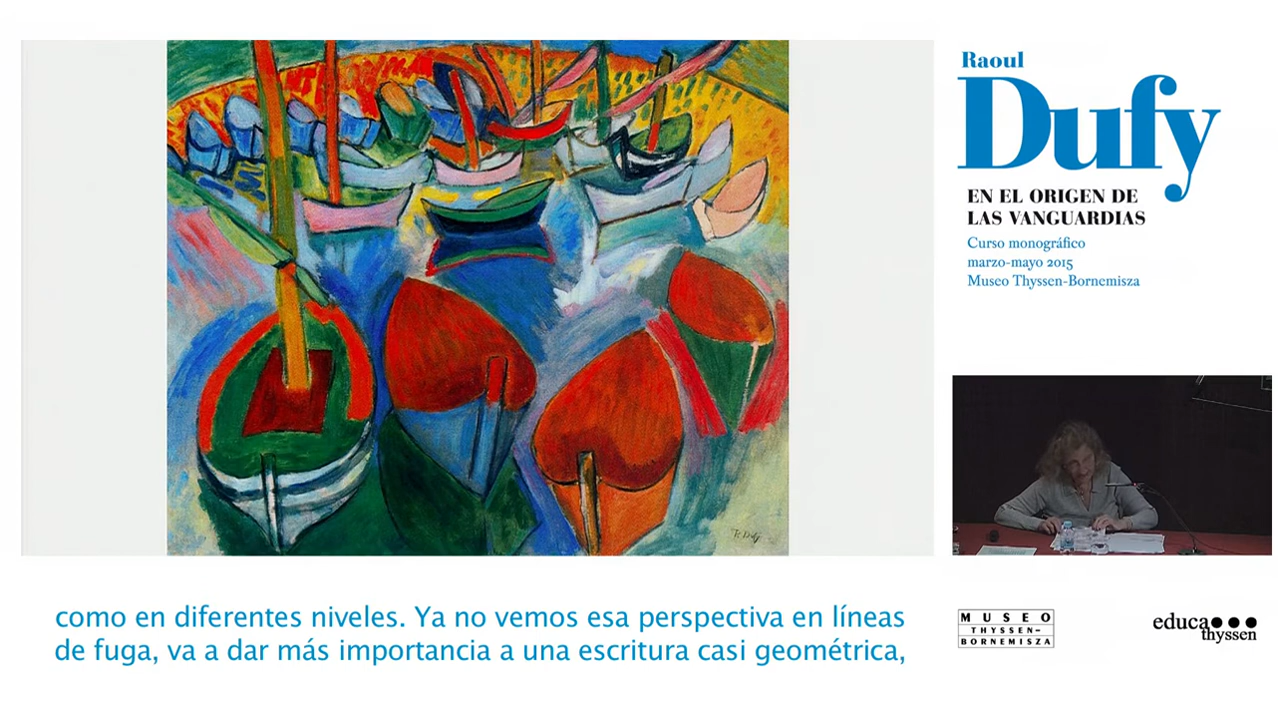 Raoul
Dufy
EN EL ORIGEN DE
LAS VANGUARDIAS
Curso monográfico
marzo-mayo 2015
Museo Thyssen-Bornemisza
como en diferentes niveles. Ya no vemos esa perspectiva en líneas
de fuga, va a dar más importancia a una escritura casi geométrica,
MUSEO
THYSSEN-
BORNEMISZA
educa
thyssen